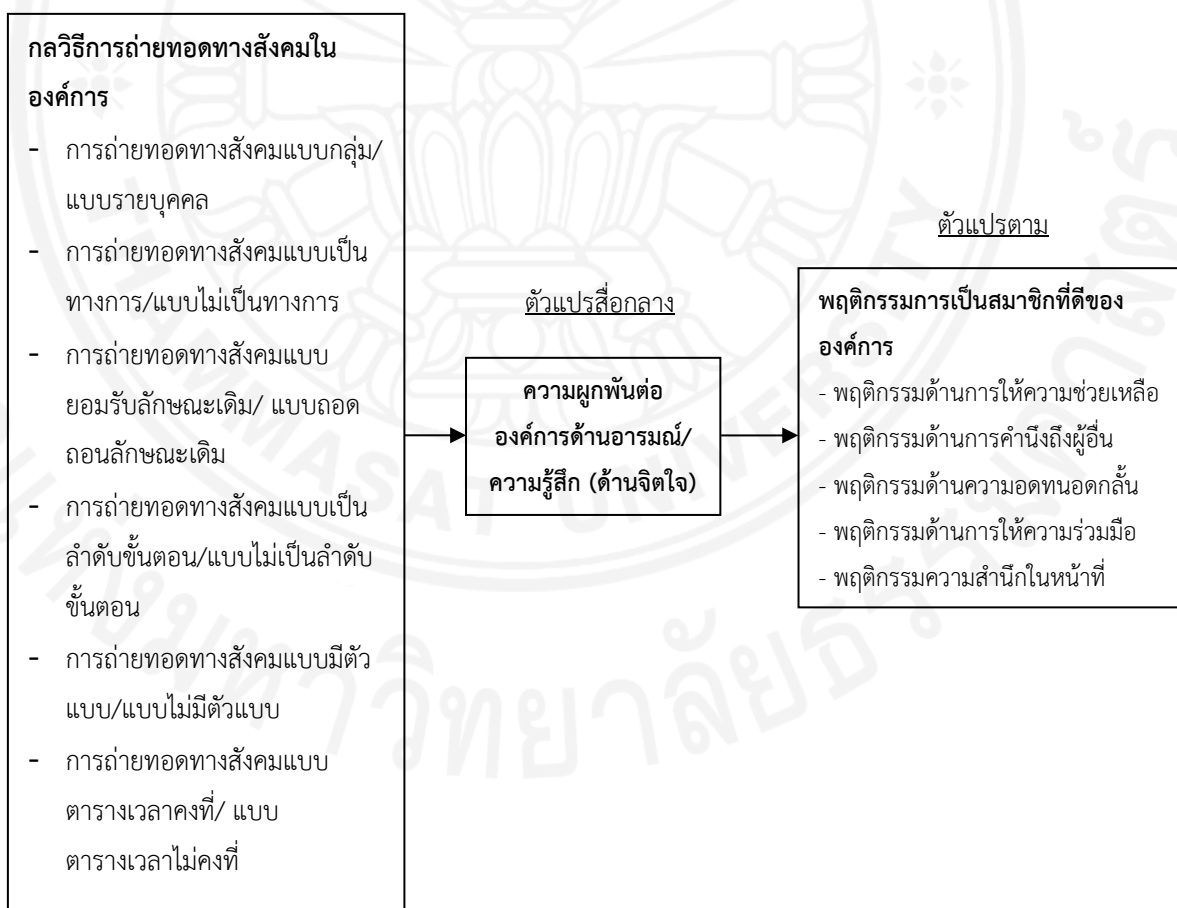 กลวิธีการถ่ายทอดทางสังคมใน
องค์การ
- การถ่ายทอดทางสังคมแบบกลุ่ม/
แบบรายบุคคล
- การถ่ายทอดทางสังคมแบบเป็น
ทางการ/แบบไม่เป็นทางการ
- การถ่ายทอดทางสังคมแบบ
ยอมรับลักษณะเดิม/ แบบถอด
ถอนลักษณะเดิม
- การถ่ายทอดทางสังคมแบบเป็น
ลำดับขั้นตอน/แบบไม่เป็นลำดับ
ขั้นตอน
- การถ่ายทอดทางสังคมแบบมีตัว
แบบ/แบบไม่มีตัวแบบ
- การถ่ายทอดทางสังคมแบบ
ตารางเวลาคงที่/ แบบ
ตารางเวลาไม่คงที่
ตัวแปรสื่อกลาง
ความผูกพันต่อ
องค์การด้านอารมณ์/
ความรู้สึก (ด้านจิตใจ)
ตัวแปรตาม
พฤติกรรมการเป็นสมาชิกที่ดีของ
องค์การ
- พฤติกรรมด้านการให้ความช่วยเหลือ
- พฤติกรรมด้านการคำนึงถึงผู้อื่น
- พฤติกรรมด้านความอดทนอดกลั้น
- พฤติกรรมด้านการให้ความร่วมมือ
- พฤติกรรมความสำนึกในหน้าที่
THAMMASAT UNIVERSITY